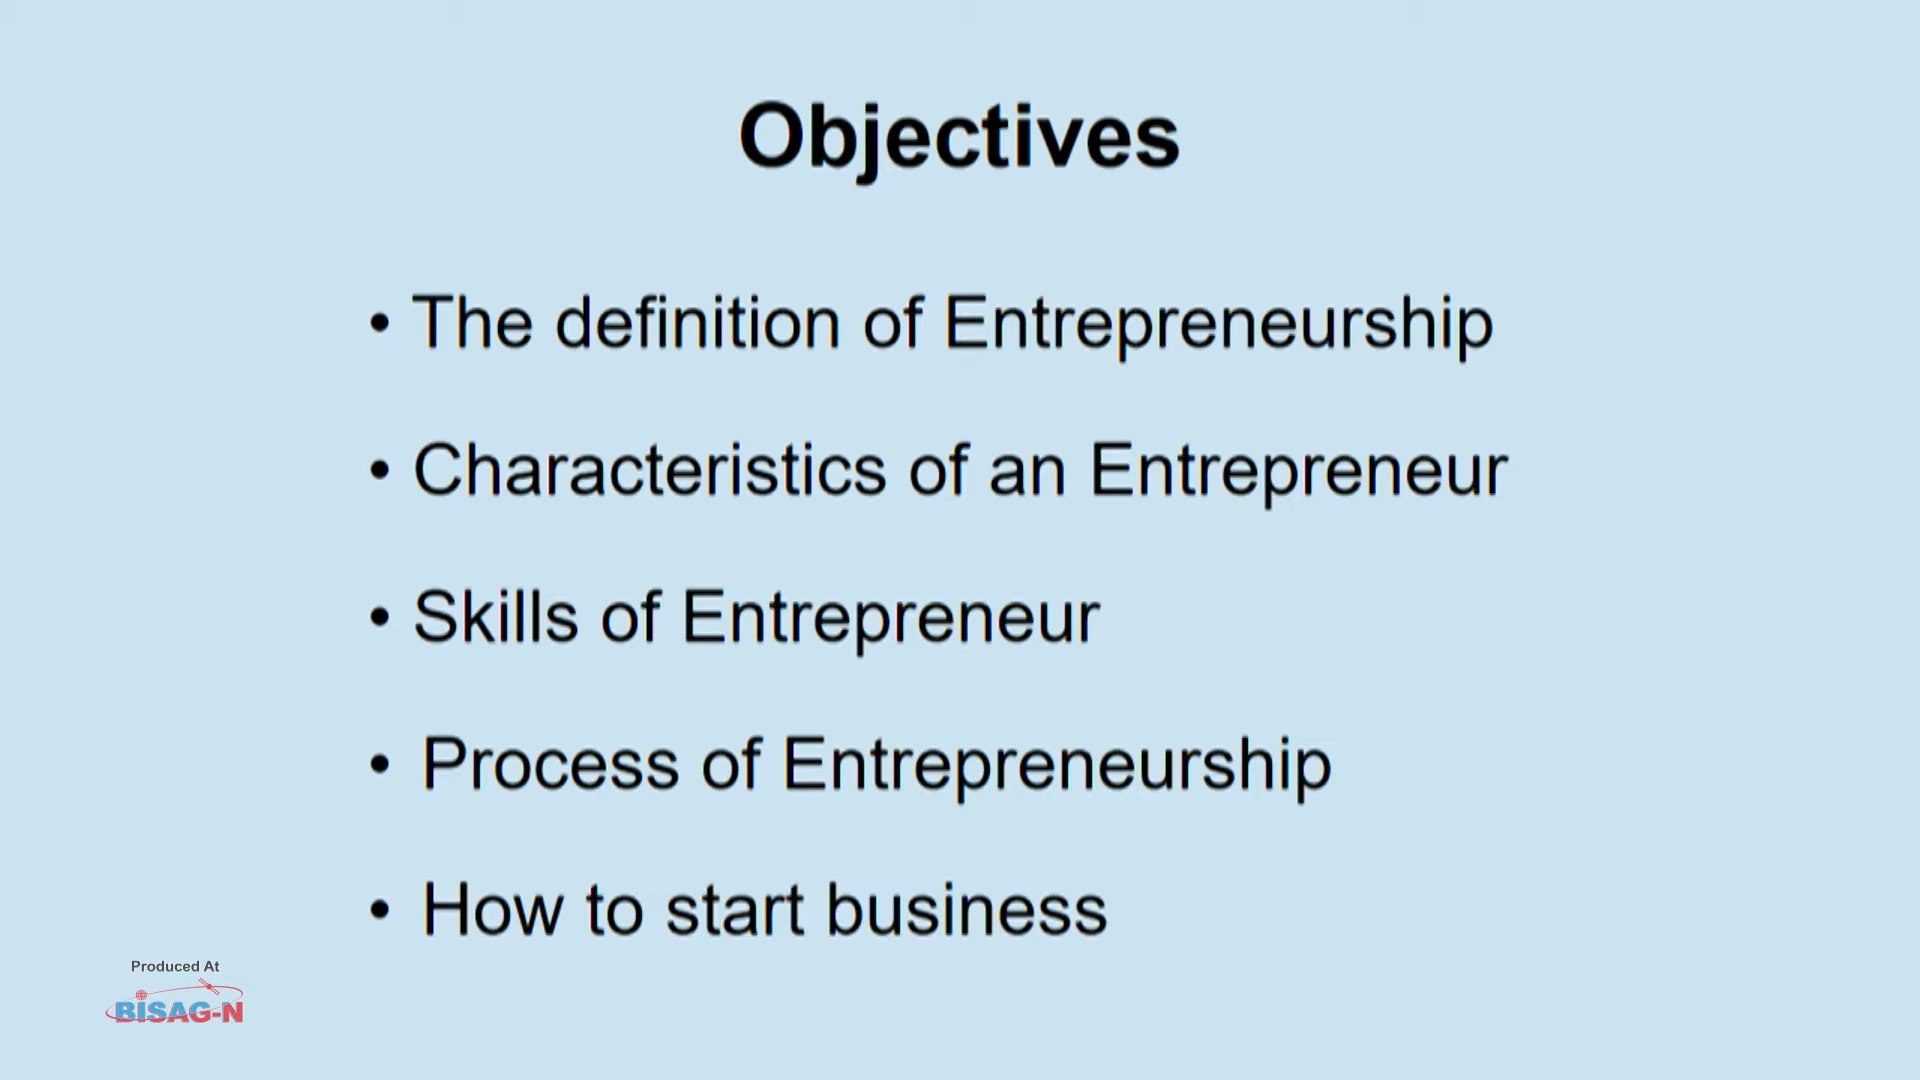 Objectives
• The definition of Entrepreneurship
• Characteristics of an Entrepreneur
• Skills of Entrepreneur
• Process of Entrepreneurship
• How to start business
Produced At
BISAG-N